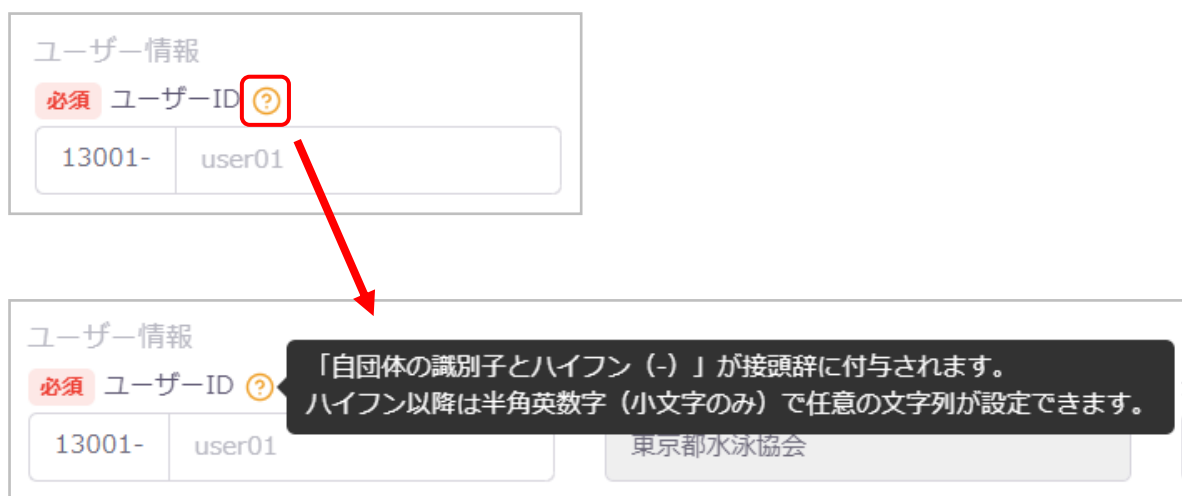 ユーザー情報
必須 ユーザーID ?
13001- user01
ユーザー情報
「自団体の識別子とハイフン（-）」が接頭辞に付与されます。
必須 ユーザーID ?
ハイフン以降は半角英数字（小文字のみ）で任意の文字列が設定できます。
13001- user01
東京都水泳協会